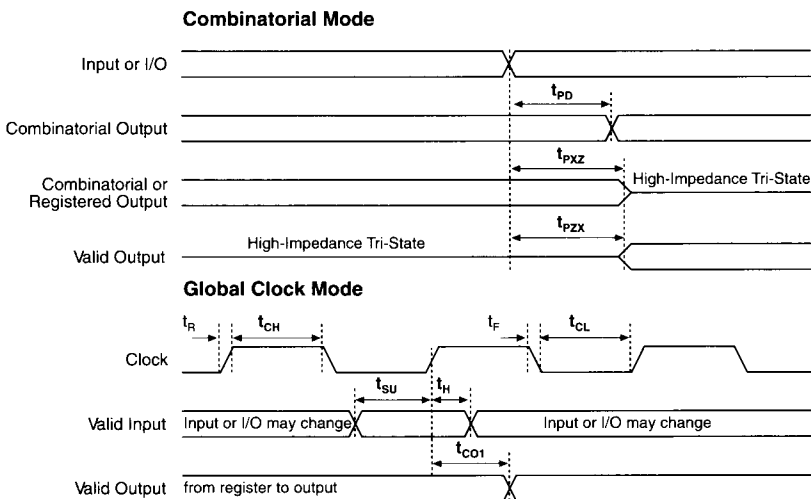 Combinatorial Mode
Input or I/O
tPD
Combinatorial Output
tPXZ
Combinatorial or
Registered Output
High-Impedance Tri-State
tPZX
High-Impedance Tri-State
Valid Output
Global Clock Mode
tR
tCH
tF
tCL
Clock
tSU
tH
Valid Input
Input or I/O may change
Input or I/O may change
tCO1
Valid Output
from register to output